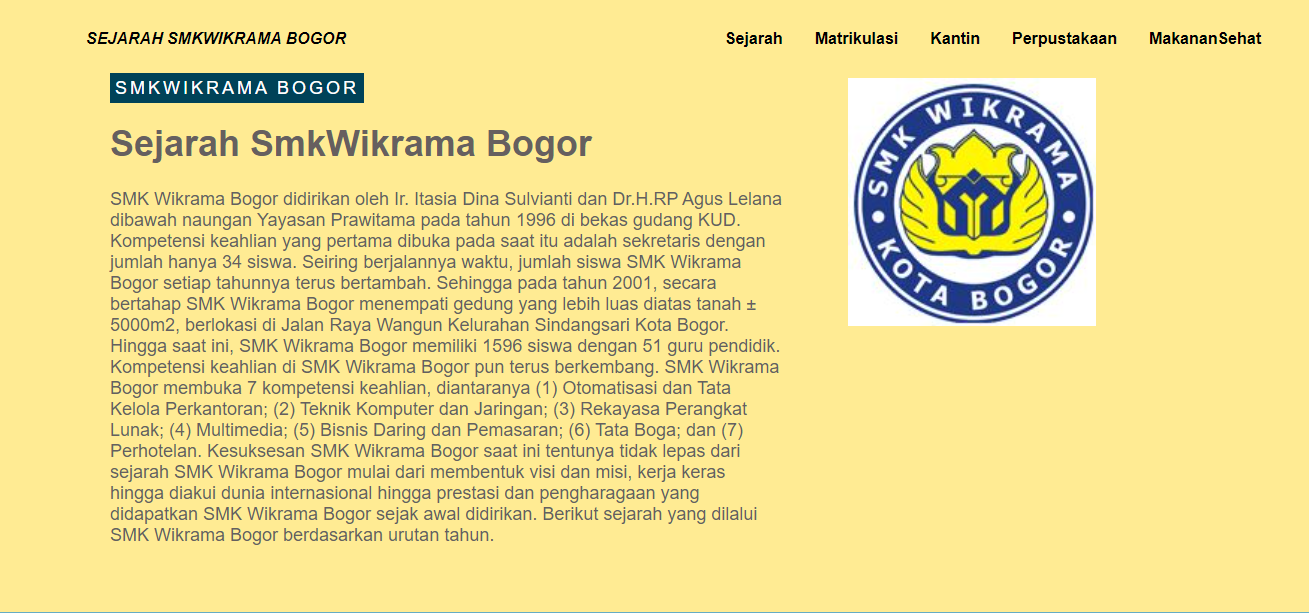 SEJARAH SMKWIKRAMA BOGOR
Sejarah Matrikulasi Kantin Perpustakaan MakananSehat
SMKWIKRAMA BOGOR
Sejarah SmkWikrama Bogor
SMK Wikrama Bogor didirikan oleh Ir. Itasia Dina Sulvianti dan Dr.H.RP Agus Lelana
dibawah naungan Yayasan Prawitama pada tahun 1996 di bekas gudang KUD.
Kompetensi keahlian yang pertama dibuka pada saat itu adalah sekretaris dengan
jumlah hanya 34 siswa. Seiring berjalannya waktu, jumlah siswa SMK Wikrama
Bogor setiap tahunnya terus bertambah. Sehingga pada tahun 2001, secara
bertahap SMK Wikrama Bogor menempati gedung yang lebih luas diatas tanah ±
5000m2, berlokasi di Jalan Raya Wangun Kelurahan Sindangsari Kota Bogor.
Hingga saat ini, SMK Wikrama Bogor memiliki 1596 siswa dengan 51 guru pendidik.
Kompetensi keahlian di SMK Wikrama Bogor pun terus berkembang. SMK Wikrama
Bogor membuka 7 kompetensi keahlian, diantaranya (1) Otomatisasi dan Tata
Kelola Perkantoran; (2) Teknik Komputer dan Jaringan; (3) Rekayasa Perangkat
Lunak; (4) Multimedia; (5) Bisnis Daring dan Pemasaran; (6) Tata Boga; dan (7)
Perhotelan. Kesuksesan SMK Wikrama Bogor saat ini tentunya tidak lepas dari
sejarah SMK Wikrama Bogor mulai dari membentuk visi dan misi, kerja keras
hingga diakui dunia internasional hingga prestasi dan pengharagaan yang
didapatkan SMK Wikrama Bogor sejak awal didirikan. Berikut sejarah yang dilalui
SMK Wikrama Bogor berdasarkan urutan tahun.
SMK WIKRAMA
KOTA BOGOR